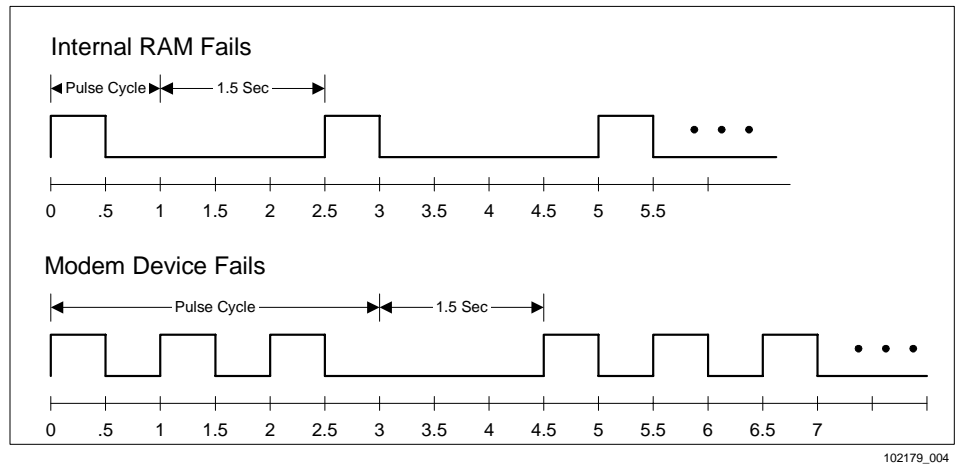 Internal RAM Fails
Pulse Cycle 1.5 Sec
0 .5 1 1.5 2 2.5 3 3.5 4 4.5 5 5.5
Modem Device Fails
Pulse Cycle 1.5 Sec
0 .5 1 1.5 2 2.5 3 3.5 4 4.5 5 5.5 6 6.5 7
102179_004